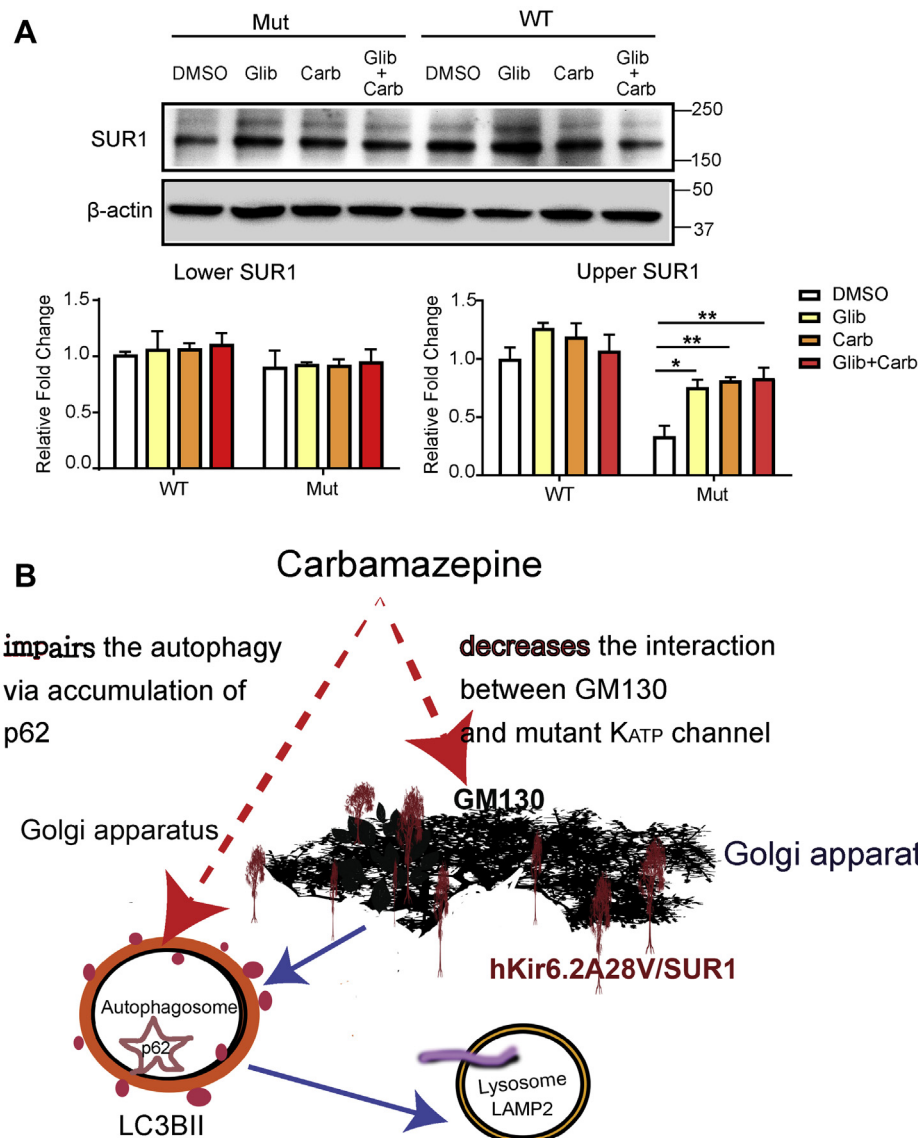 A
Mut
WT
DMSO
Glib
Carb
Glib
+
Carb
DMSO
Glib
Carb
Glib
+
Carb
SUR1
250
150
β-actin
50
37
Lower SUR1
Relative Fold Change
1.5
1.0
0.5
0.0
WT
Mut
Upper SUR1
Relative Fold Change
1.5
1.0
0.5
0.0
WT
Mut
*
**
**
DMSO
Glib
Carb
Glib+Carb
B
Carbamazepine
impairs the autophagy
via accumulation of
p62
decreases the interaction
between GM130
and mutant KATP channel
GM130
Golgi apparatus
Golgi apparat
hKir6.2A28V/SUR1
Autophagosome
p62
LC3BII
Lysosome
LAMP2